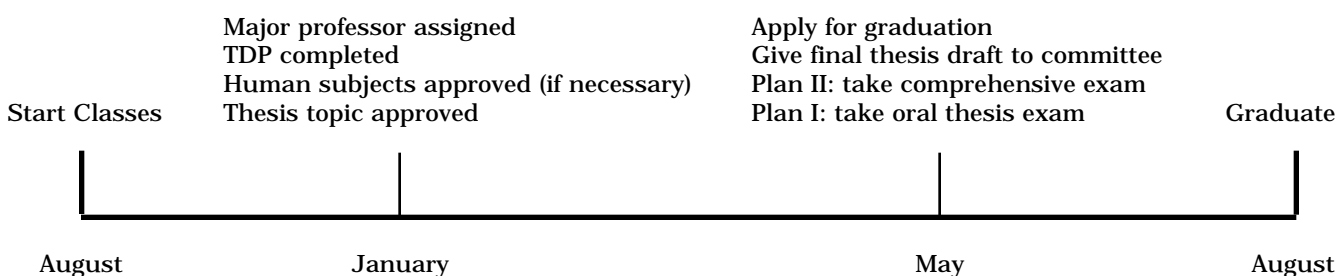 Major professor assigned
TDP completed
Human subjects approved (if necessary)
Thesis topic approved
Apply for graduation
Give final thesis draft to committee
Plan II: take comprehensive exam
Plan I: take oral thesis exam
Start Classes
Graduate
August
January
May
August